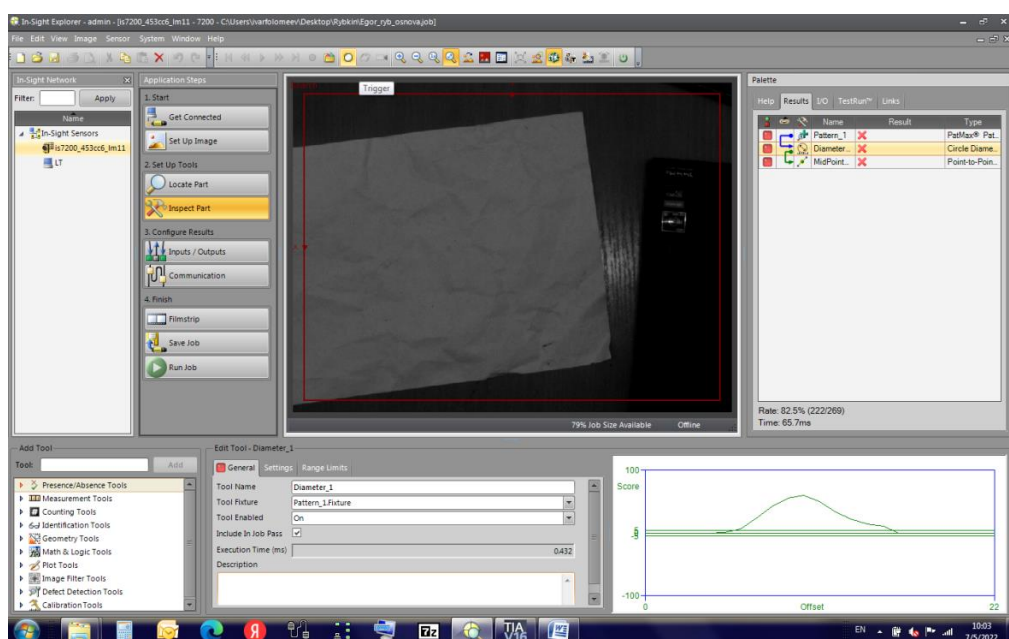 In-Sight Explorer - admin - [is7200_453cc6_lm11 - 7200 - C:\Users\ivarfolomeev\Desktop\Rybkin\Egor_ryb_osnova.job]
File Edit View Image Sensor System Window Help
In-Sight Network
Filter: Apply
Name
In-Sight Sensors
is7200_453cc6_lm11
LT
Application Steps
1. Start
Get Connected
Set Up Image
2. Set Up Tools
Locate Part
Inspect Part
3. Configure Results
Inputs / Outputs
Communication
4. Finish
Filmstrip
Save Job
Run Job
Trigger
79% Job Size Available Offline
Palette
Help Results I/O TestRun™ Links
Name Result Type
Pattern_1 PatMax® Pat..
Diameter... Circle Diame..
MidPoint.. Point-to-Poin..
Rate: 82.5% (222/269)
Time: 65.7ms
Add Tool
Tool: Add
Presence/Absence Tools
Measurement Tools
Counting Tools
Identification Tools
Geometry Tools
Math & Logic Tools
Plot Tools
Image Filter Tools
Defect Detection Tools
Calibration Tools
Edit Tool - Diameter_1
General Settings Range Limits
Tool Name Diameter_1
Tool Fixture Pattern_1.Fixture
Tool Enabled On
Include In Job Pass
Execution Time (ms) 0.432
Description
100
Score
-100
0 Offset 22
TIA
V16
EN 10:03
7/5/2022